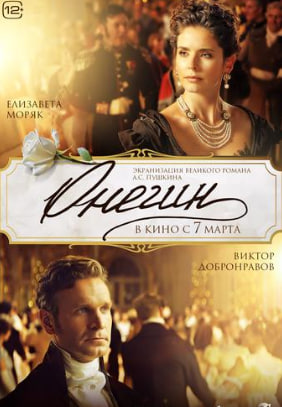 12+
ЕЛИЗАВЕТА
МОРЯК
ЭКРАНИЗАЦИЯ ВЕЛИКОГО РОМАНА
А.С. ПУШКИНА
Онегин
В КИНО С 7 МАРТА
ВИКТОР
ДОБРОНРАВОВ